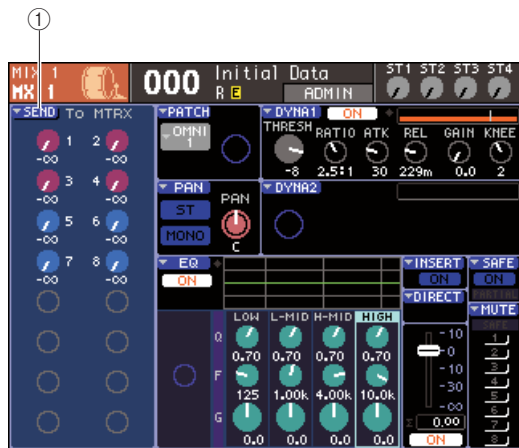 1
MIX 1
MX 1
000
Initial Data
R E
ADMIN
ST1 ST2 ST3 ST4
SEND To MTRX
1 2
-∞ -∞
3 4
-∞ -∞
5 6
-∞ -∞
7 8
-∞ -∞
PATCH
OMNI
1
DYNA1 ON
THRESH RATIO ATK REL GAIN KNEE
-8 2.5:1 30 229m 0.0 2
PAN
ST
MONO
PAN
C
DYNA2
EQ
ON
LOW L-MID H-MID HIGH
Q
0.70 0.70 0.70 0.70
F
125 1.00k 4.00k 10.0k
G
0.0 0.0 0.0 0.0
INSERT
ON
DIRECT
-10
-0
-10
-30
-∞
Σ 0.00
ON
SAFE
ON
PARTIAL
MUTE
SAFE
1
2
3
4
5
6
7
8